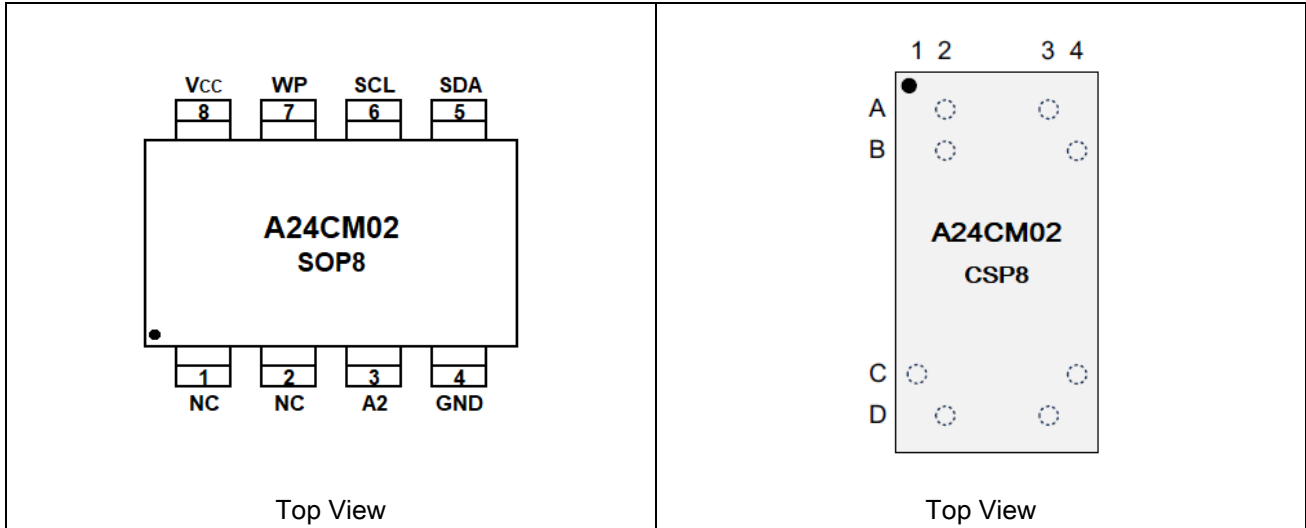 VCC WP SCL SDA
8 7 6 5
A24CM02
SOP8
1 2 3 4
NC NC A2 GND
Top View
1 2 3 4
A
B
A24CM02
CSP8
C
D
Top View